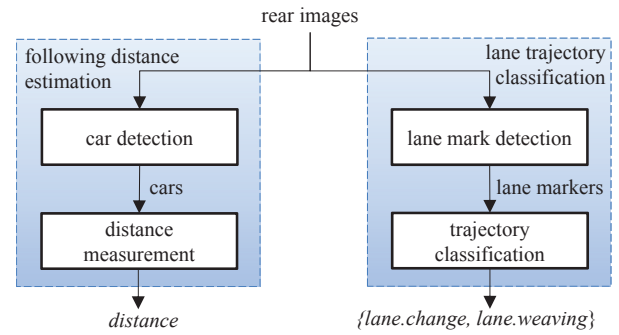 rear images
following distance
estimation
car detection
cars
distance
measurement
distance
lane trajectory
classification
lane mark detection
lane markers
trajectory
classification
{lane.change, lane.weaving}